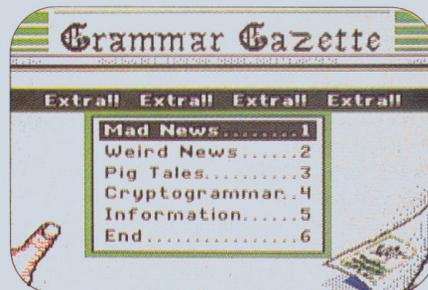 Grammar Gazette
Extra!! Extra!! Extra!! Extra!!
Mad News........1
Weird News......2
Pig Tales.......3
Cryptogrammar..4
Information.....5
End.............6